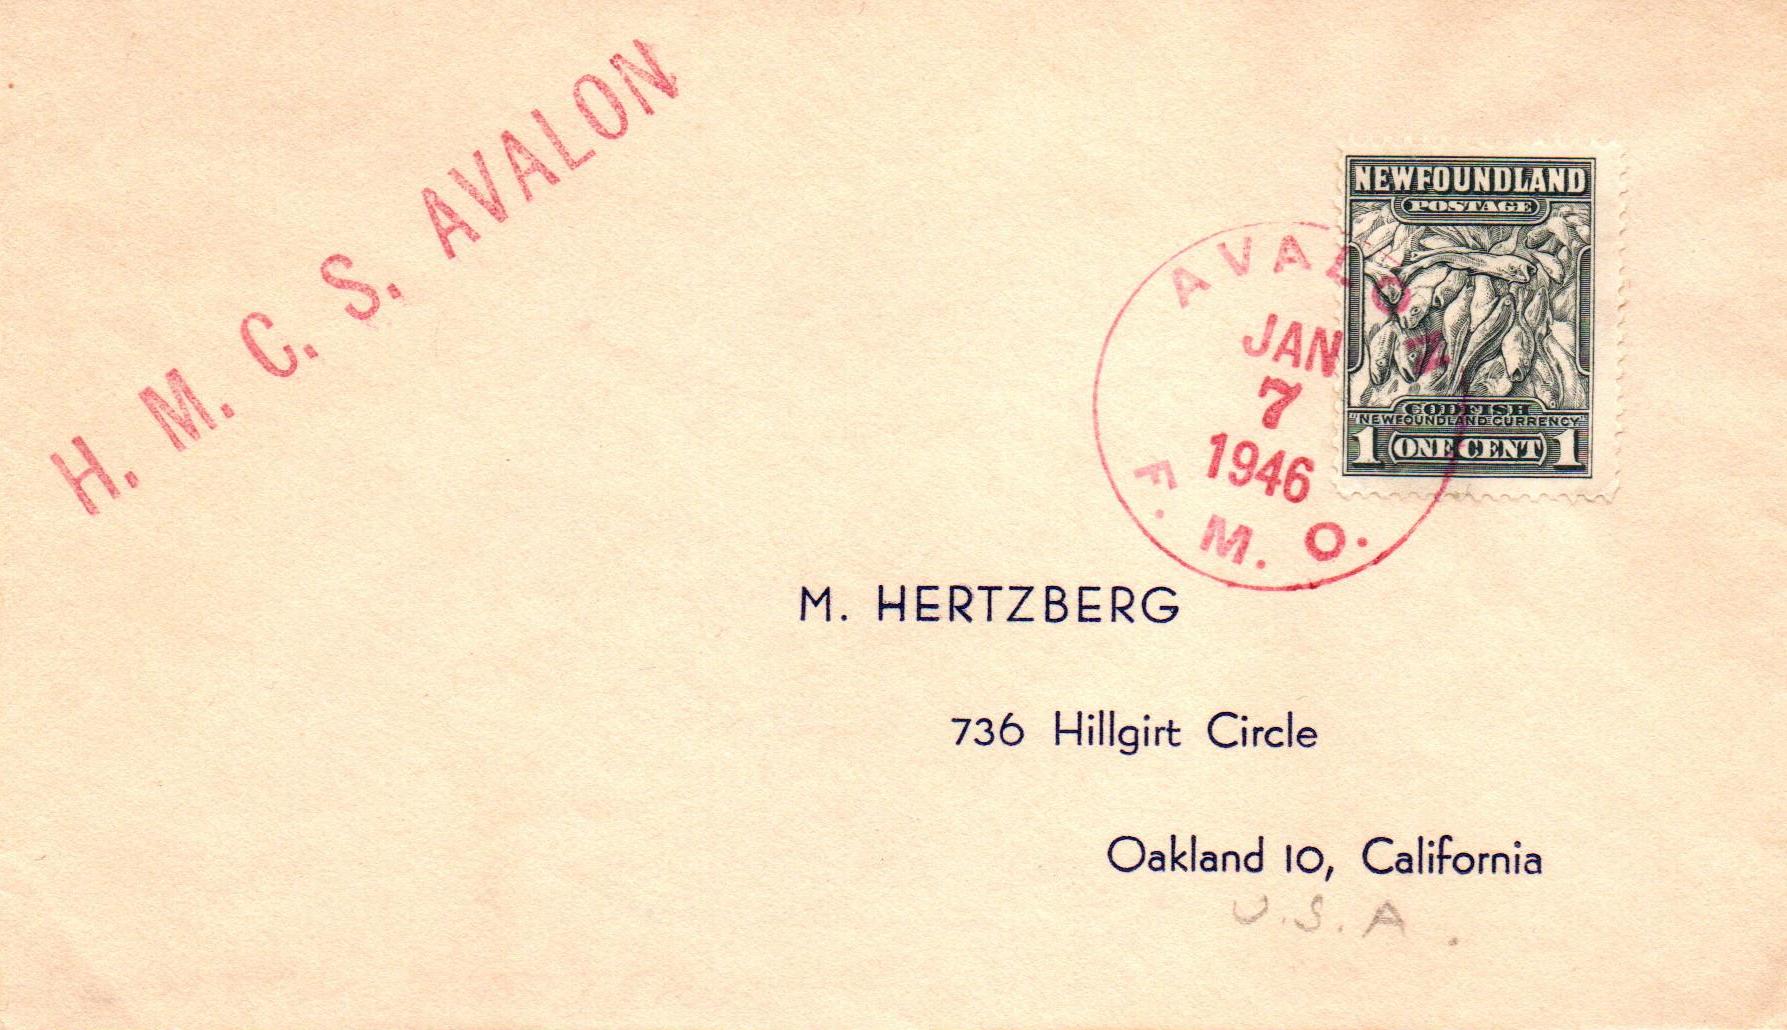 H. M. C. S. AVALON
NEWFOUNDLAND
POSTAGE
CODFISH
"NEWFOUNDLAND CURRENCY"
1 ONE CENT 1
AVALON
JAN
7
1946
F. M. O.
M. HERTZBERG
736 Hillgirt Circle
Oakland 10, California
U.S.A.